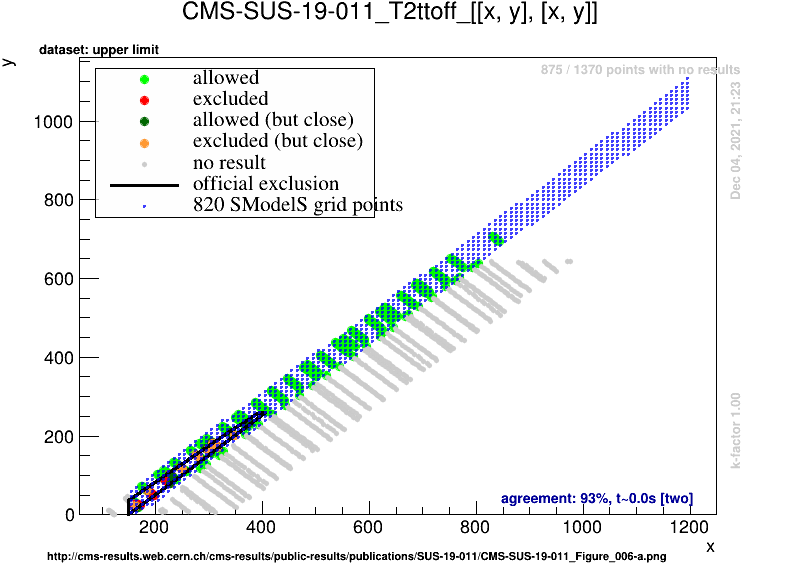 CMS-SUS-19-011_T2ttoff_[[x, y], [x, y]]
dataset: upper limit
y
875 / 1370 points with no results
allowed
excluded
allowed (but close)
excluded (but close)
no result
official exclusion
820 SModelS grid points
Dec 04, 2021, 21:23
k-factor 1.00
1000
800
600
400
200
0
agreement: 93%, t~0.0s [two]
200 400 600 800 1000 1200
x
http://cms-results.web.cern.ch/cms-results/public-results/publications/SUS-19-011/CMS-SUS-19-011_Figure_006-a.png